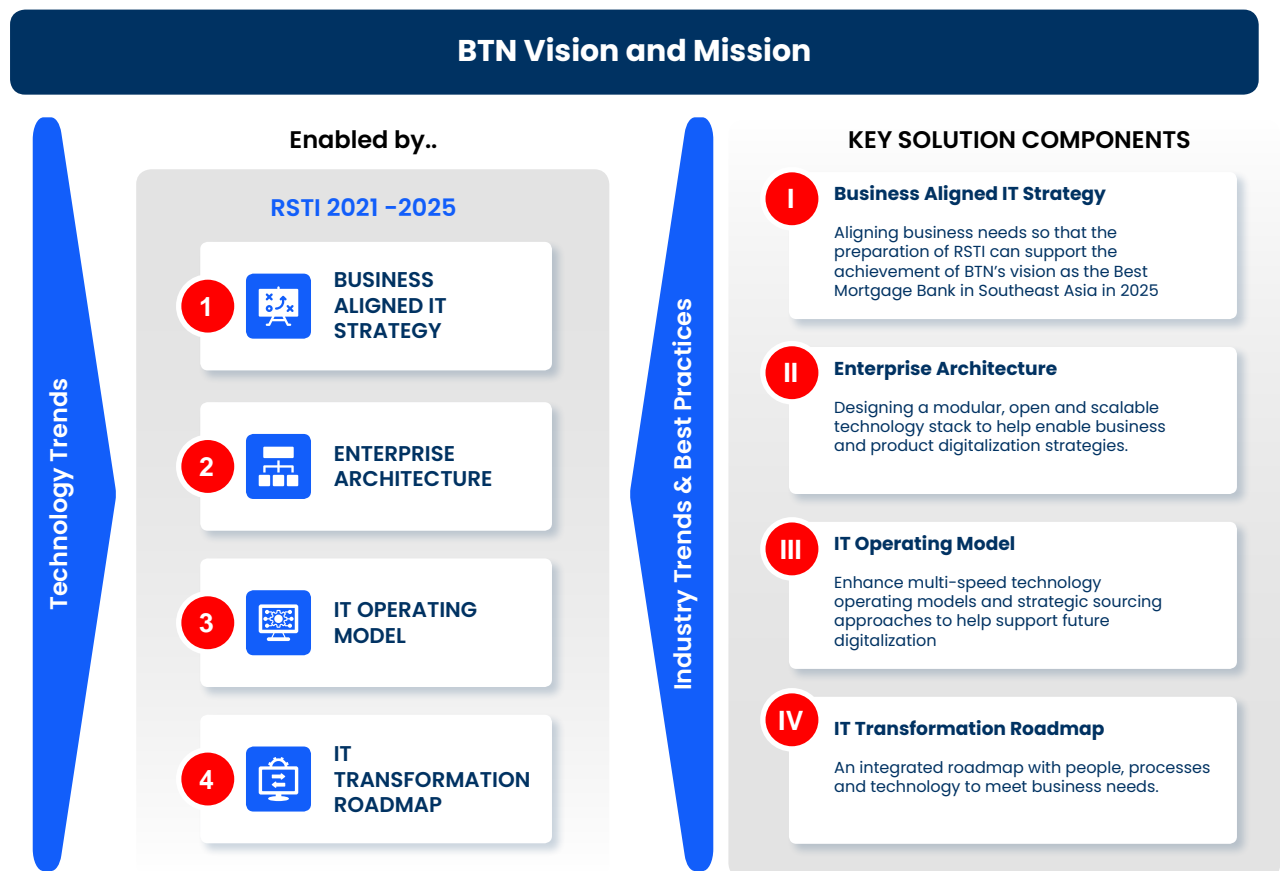 BTN Vision and Mission
Technology Trends
Enabled by..
RSTI 2021 –2025
1
BUSINESS
ALIGNED IT
STRATEGY
2
ENTERPRISE
ARCHITECTURE
3
IT OPERATING
MODEL
4
IT
TRANSFORMATION
ROADMAP
Industry Trends & Best Practices
KEY SOLUTION COMPONENTS
I
Business Aligned IT Strategy
Aligning business needs so that the
preparation of RSTI can support the
achievement of BTN’s vision as the Best
Mortgage Bank in Southeast Asia in 2025
II
Enterprise Architecture
Designing a modular, open and scalable
technology stack to help enable business
and product digitalization strategies.
III
IT Operating Model
Enhance multi-speed technology
operating models and strategic sourcing
approaches to help support future
digitalization
IV
IT Transformation Roadmap
An integrated roadmap with people, processes
and technology to meet business needs.